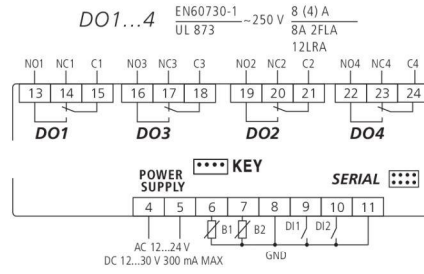 DO1...4 EN60730-1 ~250 V 8 (4) A
UL 873 8A 2FLA
12LRA
NO1 NC1 C1 NO3 NC3 C3 NO2 NC2 C2 NO4 NC4 C4
13 14 15 16 17 18 19 20 21 22 23 24
DO1 DO3 DO2 DO4
KEY
POWER
SUPPLY
SERIAL
4 5 6 7 8 9 10 11
B1 B2 DI1 DI2
AC 12...24 V
GND
DC 12...30 V 300 mA MAX